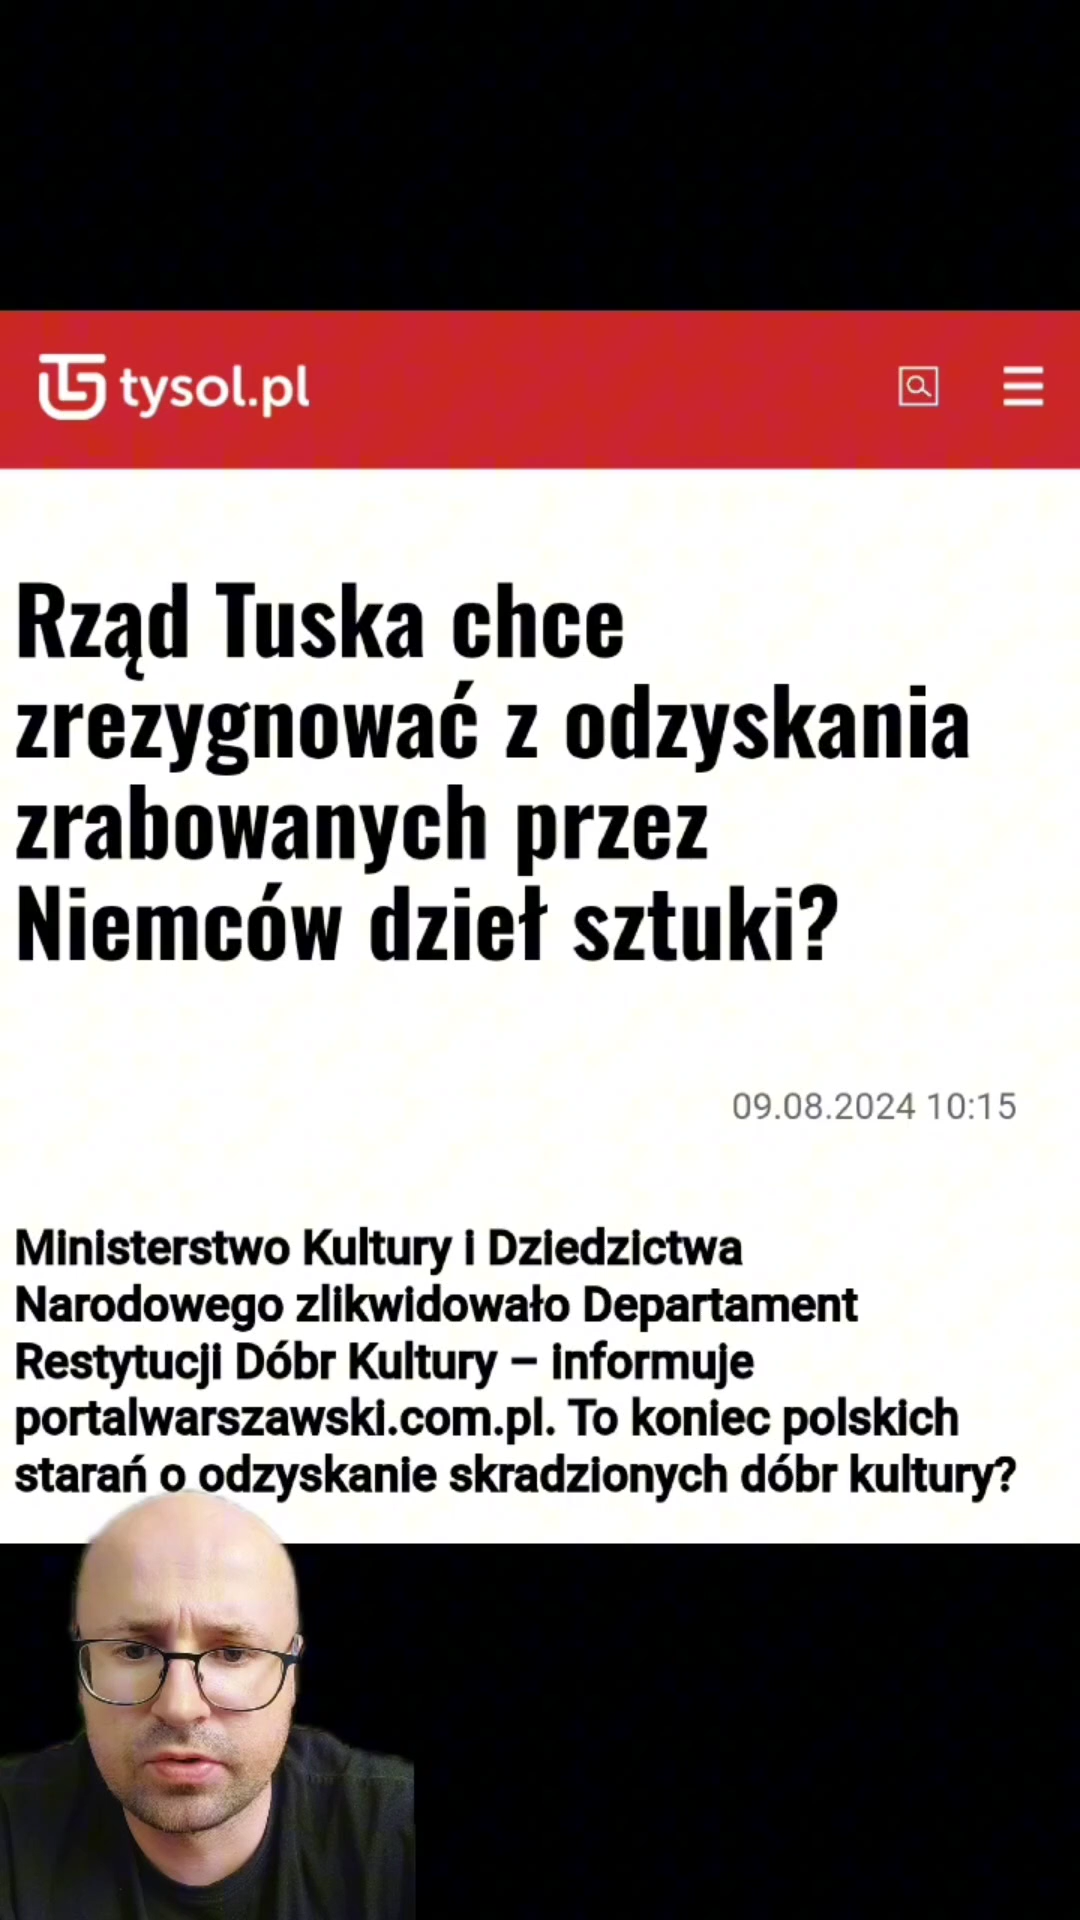 tysol.pl
Rząd Tuska chce
zrezygnować z odzyskania
zrabowanych przez
Niemców dzieł sztuki?
09.08.2024 10:15
Ministerstwo Kultury i Dziedzictwa
Narodowego zlikwidowało Departament
Restytucji Dóbr Kultury – informuje
portalwarszawski.com.pl. To koniec polskich
starań o odzyskanie skradzionych dóbr kultury?